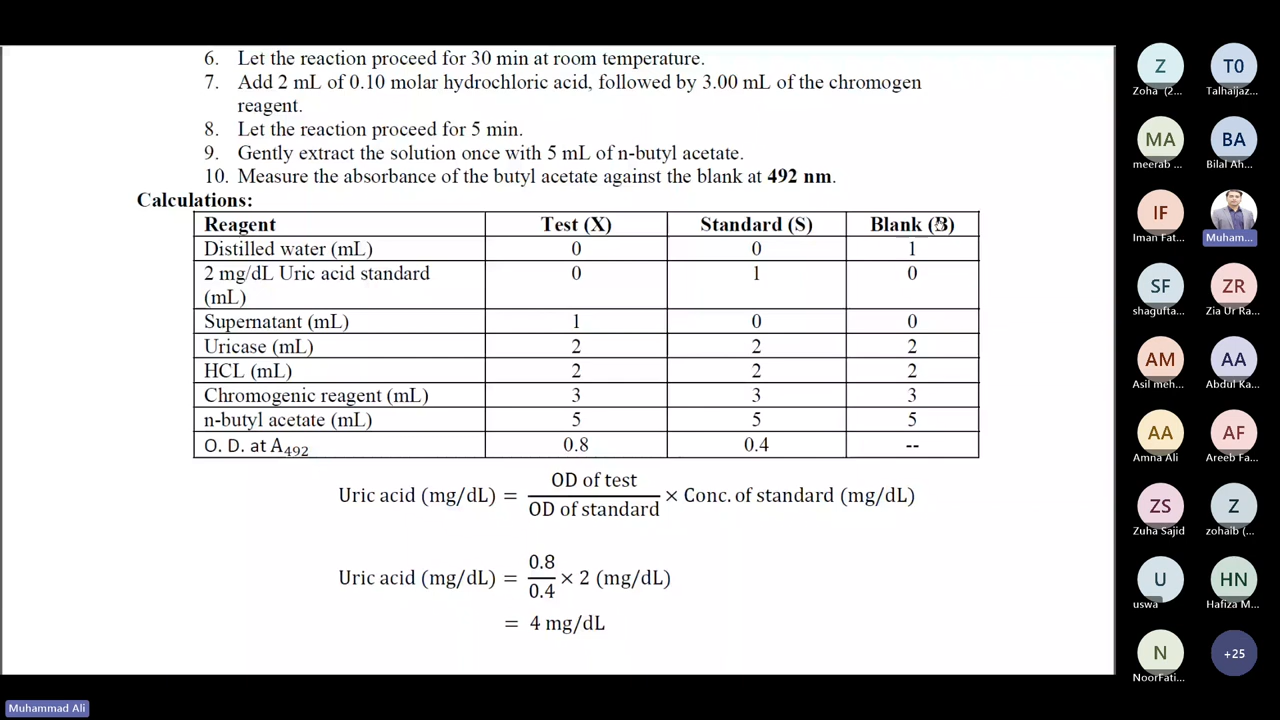 6. Let the reaction proceed for 30 min at room temperature.
7. Add 2 mL of 0.10 molar hydrochloric acid, followed by 3.00 mL of the chromogen
reagent.
8. Let the reaction proceed for 5 min.
9. Gently extract the solution once with 5 mL of n-butyl acetate.
10. Measure the absorbance of the butyl acetate against the blank at 492 nm.
Calculations:
Reagent Test (X) Standard (S) Blank (B)
Distilled water (mL) 0 0 1
2 mg/dL Uric acid standard
(mL) 0 1 0
Supernatant (mL) 1 0 0
Uricase (mL) 2 2 2
HCL (mL) 2 2 2
Chromogenic reagent (mL) 3 3 3
n-butyl acetate (mL) 5 5 5
O. D. at A492 0.8 0.4 --
Uric acid (mg/dL) = OD of test / OD of standard × Conc. of standard (mg/dL)
Uric acid (mg/dL) = 0.8 / 0.4 × 2 (mg/dL)
= 4 mg/dL
Z T0
Zoha (2... Talhaijaz...
MA BA
meerab ... Bilal Ah...
IF
Iman Fat... Muham...
SF ZR
shagufta... Zia Ur Ra...
AM AA
Asil meh... Abdul Ka...
AA AF
Amna Ali Areeb Fa...
ZS Z
Zuha Sajid zohaib (...
U HN
uswa Hafiza M...
N +25
NoorFati...
Muhammad Ali